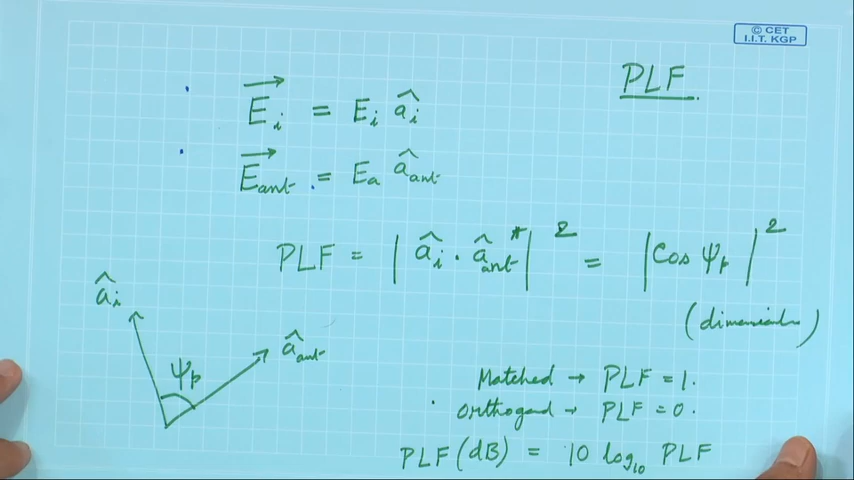 © CET
I.I.T. KGP
PLF
E⃗i = Ei âi
E⃗ant = Ea âant
PLF = | âi · âant* |² = | Cos ψp |²
(dimensionless)
âi
âant
ψp
Matched → PLF = 1.
Orthogonal → PLF = 0.
PLF (dB) = 10 log10 PLF